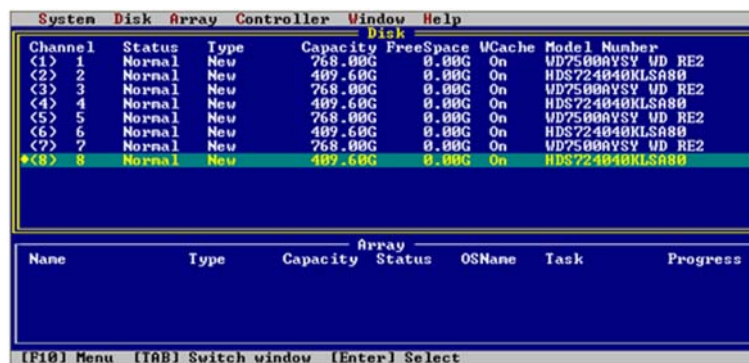 System Disk Array Controller Window Help
Disk
Channel Status Type Capacity FreeSpace WCache Model Number
(1) 1 Normal New 768.00G 0.00G On WD7500AYSY WD RE2
(2) 2 Normal New 409.60G 0.00G On HDS724040KLSA80
(3) 3 Normal New 768.00G 0.00G On WD7500AYSY WD RE2
(4) 4 Normal New 409.60G 0.00G On HDS724040KLSA80
(5) 5 Normal New 768.00G 0.00G On WD7500AYSY WD RE2
(6) 6 Normal New 409.60G 0.00G On HDS724040KLSA80
(7) 7 Normal New 768.00G 0.00G On WD7500AYSY WD RE2
♦(8) 8 Normal New 409.60G 0.00G On HDS724040KLSA80
Array
Name Type Capacity Status OSName Task Progress
[F10] Menu [TAB] Switch window [Enter] Select